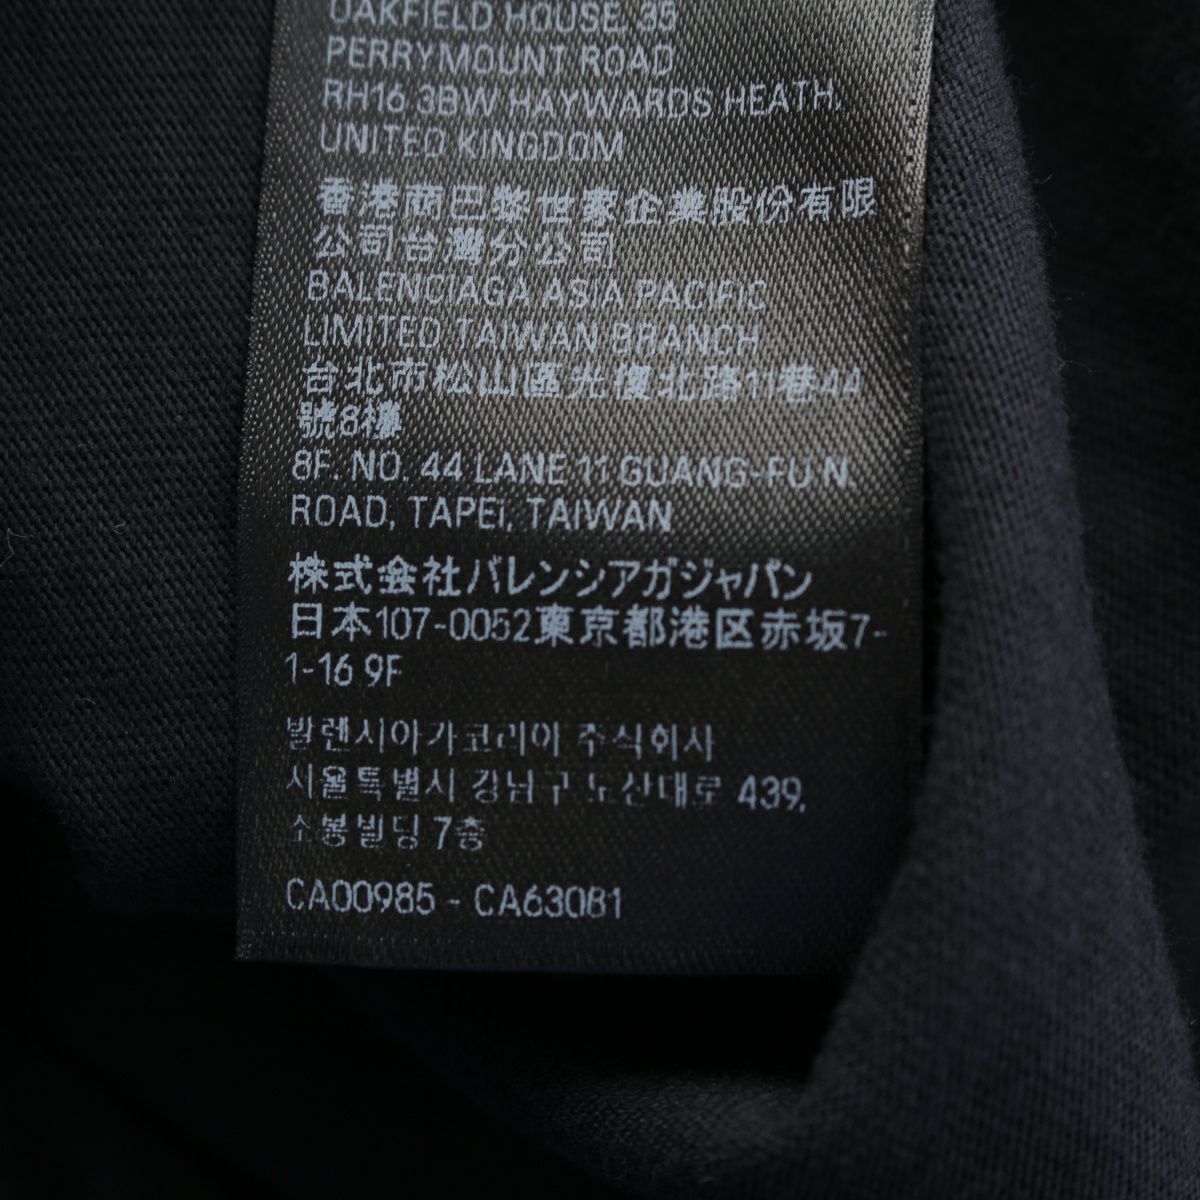 OAKFIELD HOUSE, 35
PERRYMOUNT ROAD
RH16 3BW HAYWARDS HEATH,
UNITED KINGDOM
香港商巴黎世家企業股份有限
公司台灣分公司
BALENCIAGA ASIA PACIFIC
LIMITED TAIWAN BRANCH
台北市松山區光復北路11巷44
號8樓
8F. NO. 44 LANE 11 GUANG-FU N.
ROAD, TAPEI, TAIWAN
株式会社バレンシアガジャパン
日本107-0052東京都港区赤坂7-
1-16 9F
발렌시아가코리아 주식회사
서울특별시 강남구 도산대로 439,
소봉빌딩 7층
CA00985 - CA63081